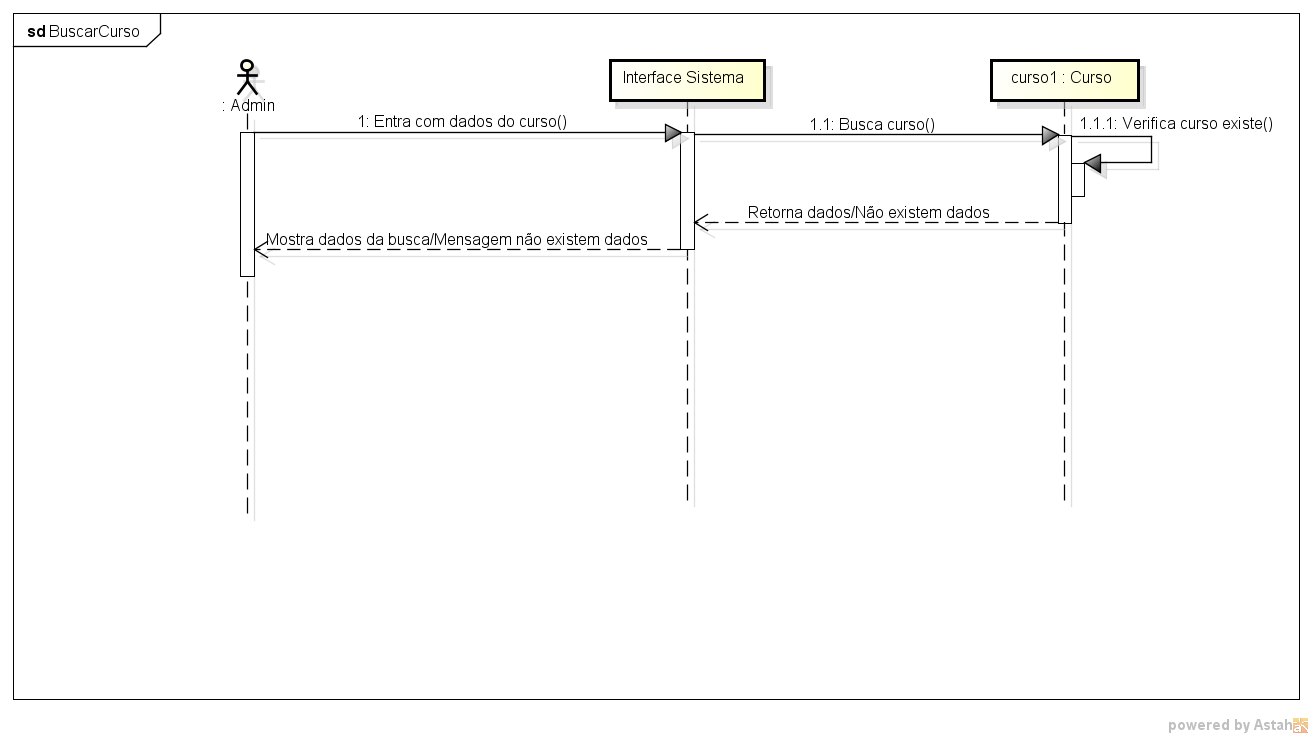 sd BuscarCurso
: Admin
Interface Sistema
curso1 : Curso
1: Entra com dados do curso()
1.1: Busca curso()
1.1.1: Verifica curso existe()
Retorna dados/Não existem dados
Mostra dados da busca/Mensagem não existem dados
powered by Astah